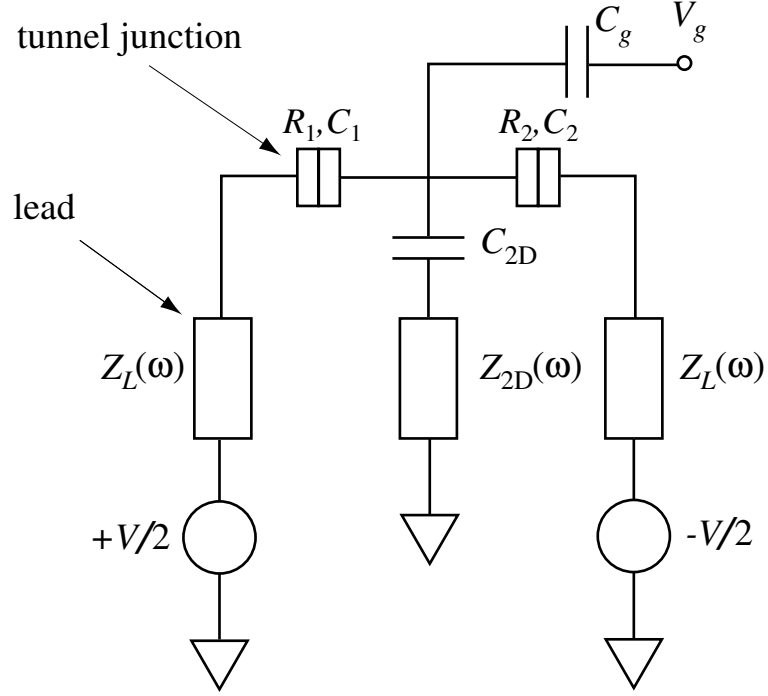 C_g
V_g
tunnel junction
R_1,C_1
R_2,C_2
lead
C_2D
Z_L(ω)
Z_2D(ω)
Z_L(ω)
+V/2
-V/2